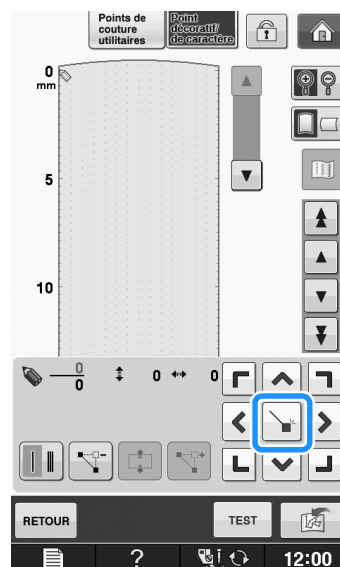 Points de
couture
utilitaires
Point
décoratif/
de caractère
0
mm
5
10
0
0
0
0
RETOUR
TEST
?
12:00